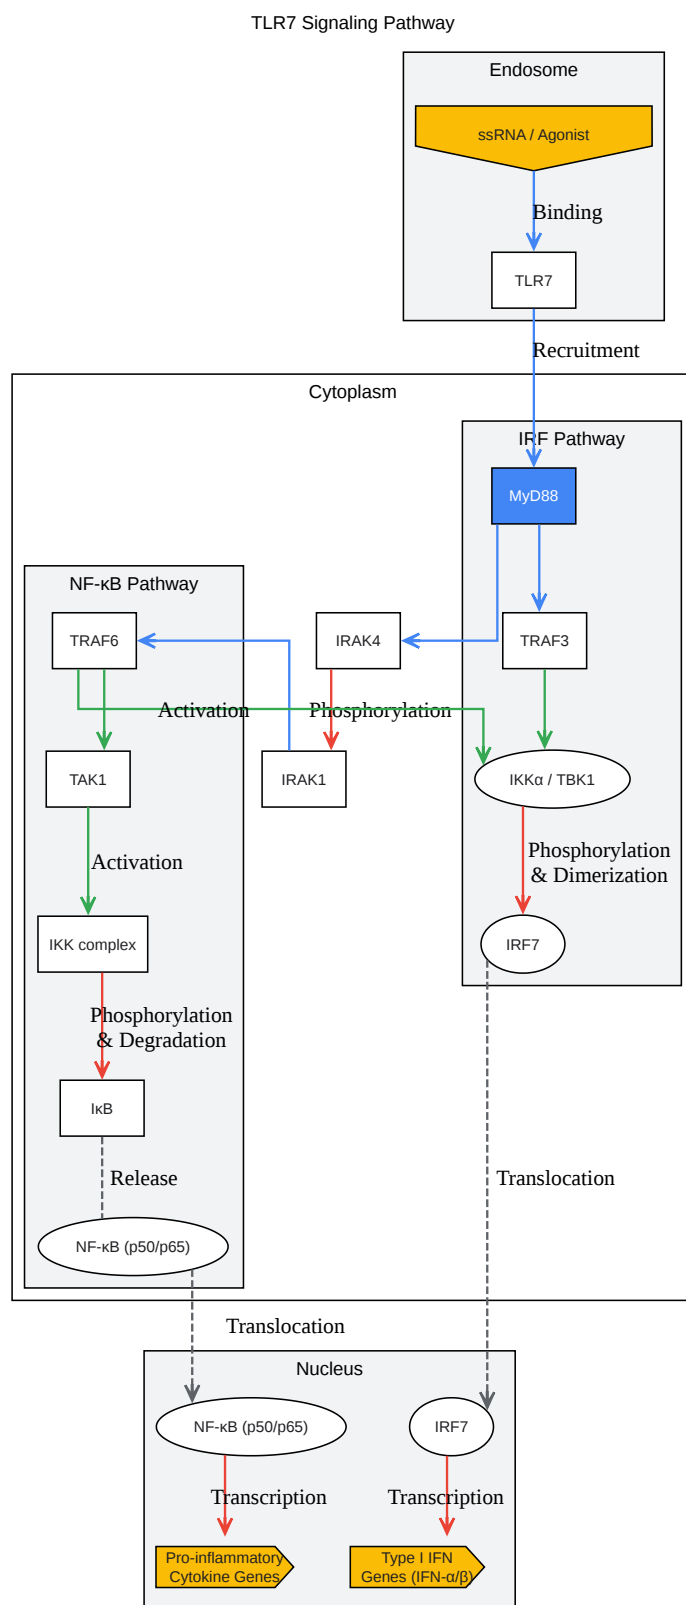 TLR7 Signaling Pathway
Endosome
ssRNA / Agonist
Binding
TLR7
Recruitment
Cytoplasm
IRF Pathway
MyD88
NF-κB Pathway
TRAF6
IRAK4
TRAF3
Activation
Phosphorylation
TAK1
IRAK1
IKKα / TBK1
Activation
Phosphorylation
& Dimerization
IKK complex
IRF7
Phosphorylation
& Degradation
IκB
Release
Translocation
NF-κB (p50/p65)
Translocation
Nucleus
NF-κB (p50/p65)
IRF7
Transcription
Transcription
Pro-inflammatory
Cytokine Genes
Type I IFN
Genes (IFN-α/β)